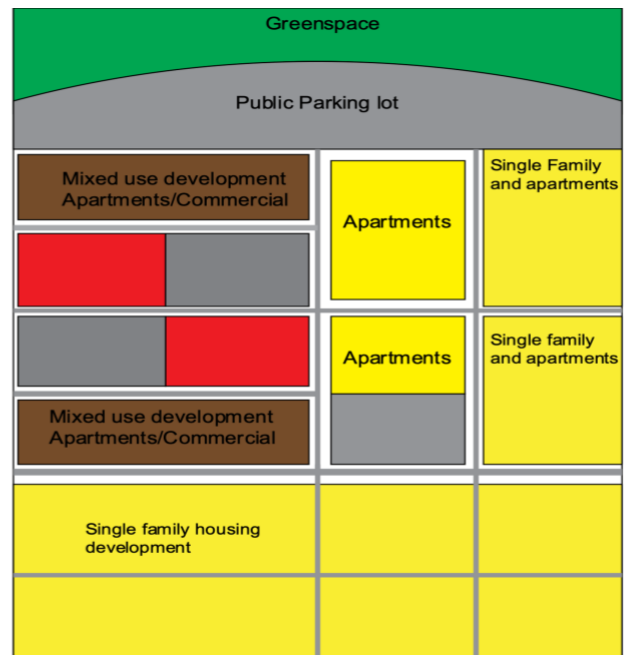 Greenspace
Public Parking lot
Mixed use development
Apartments/Commercial
Apartments
Single Family
and apartments
Apartments
Single family
and apartments
Mixed use development
Apartments/Commercial
Single family housing
development